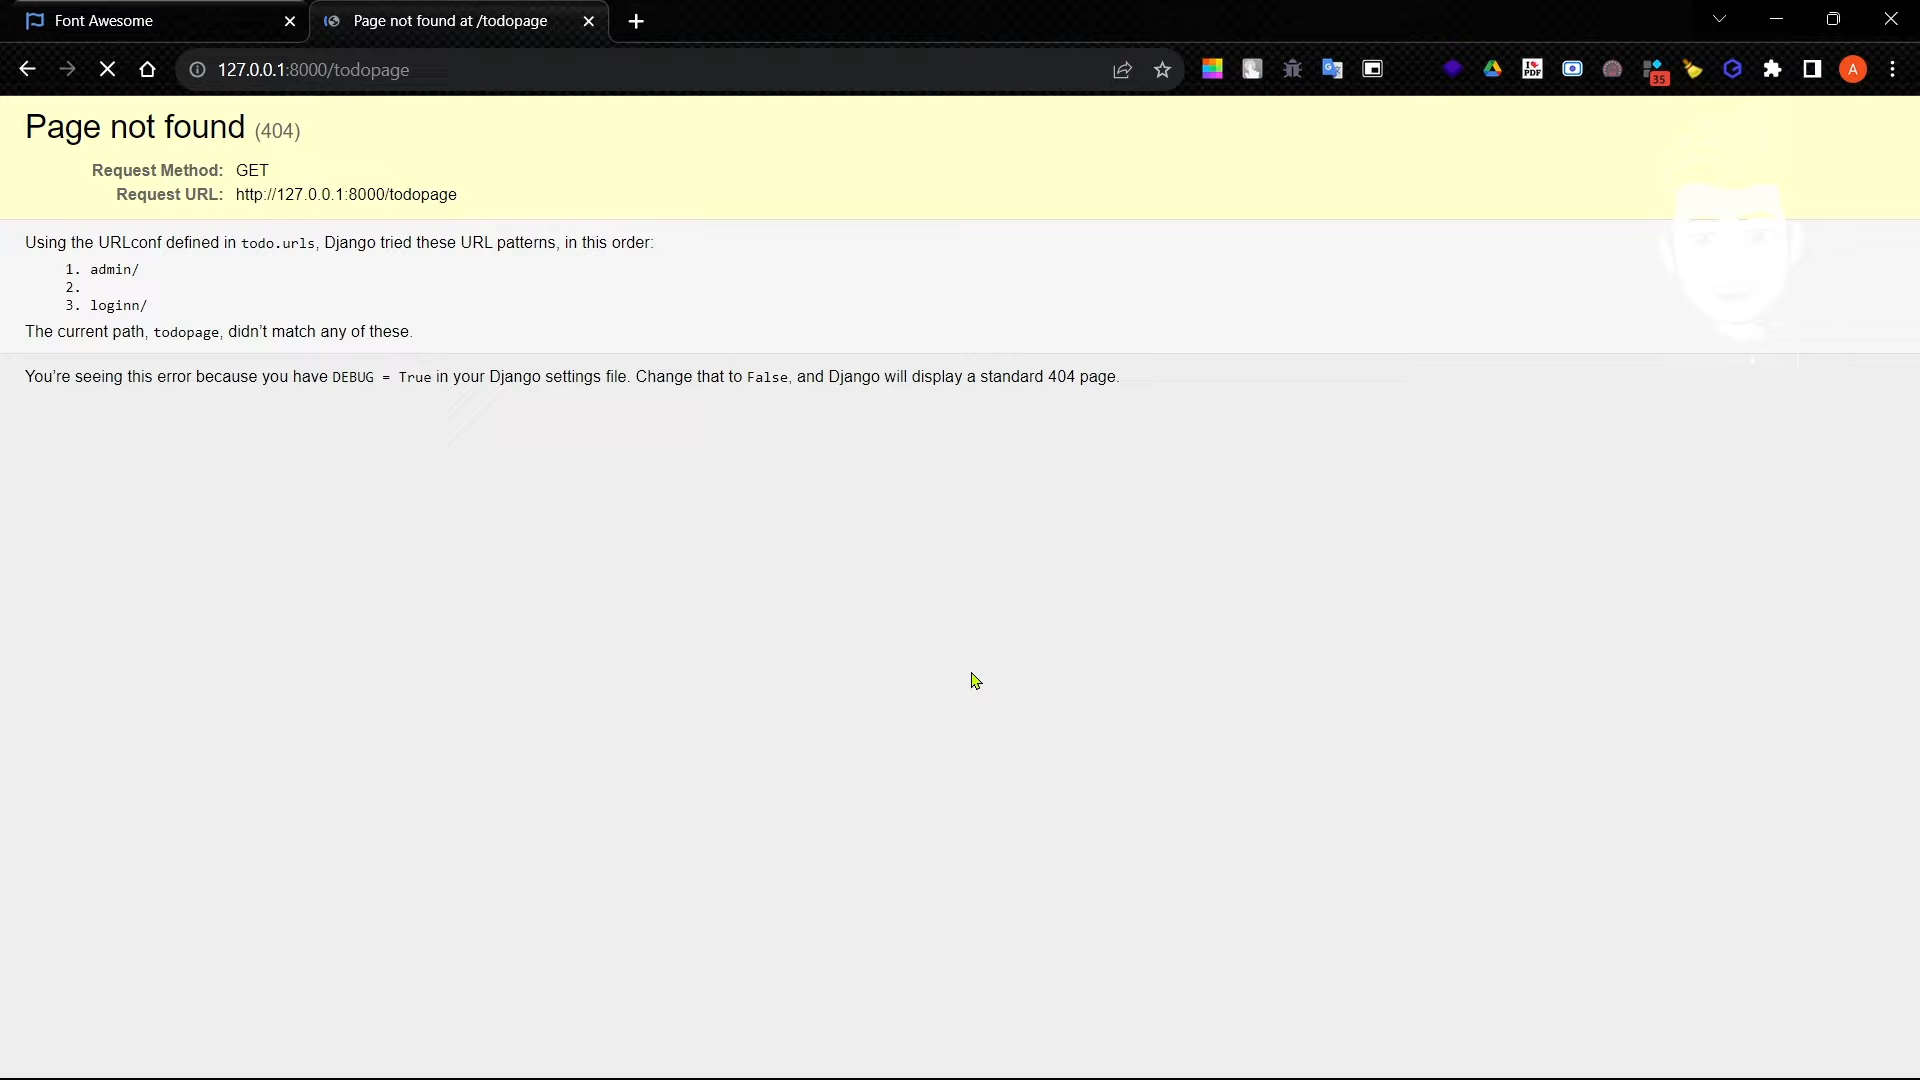 Font Awesome
Page not found at /todopage
127.0.0.1:8000/todopage
PDF
35
A
Page not found (404)
Request Method: GET
Request URL: http://127.0.0.1:8000/todopage
Using the URLconf defined in todo.urls, Django tried these URL patterns, in this order:
1. admin/
2.
3. loginn/
The current path, todopage, didn't match any of these.
You're seeing this error because you have DEBUG = True in your Django settings file. Change that to False, and Django will display a standard 404 page.